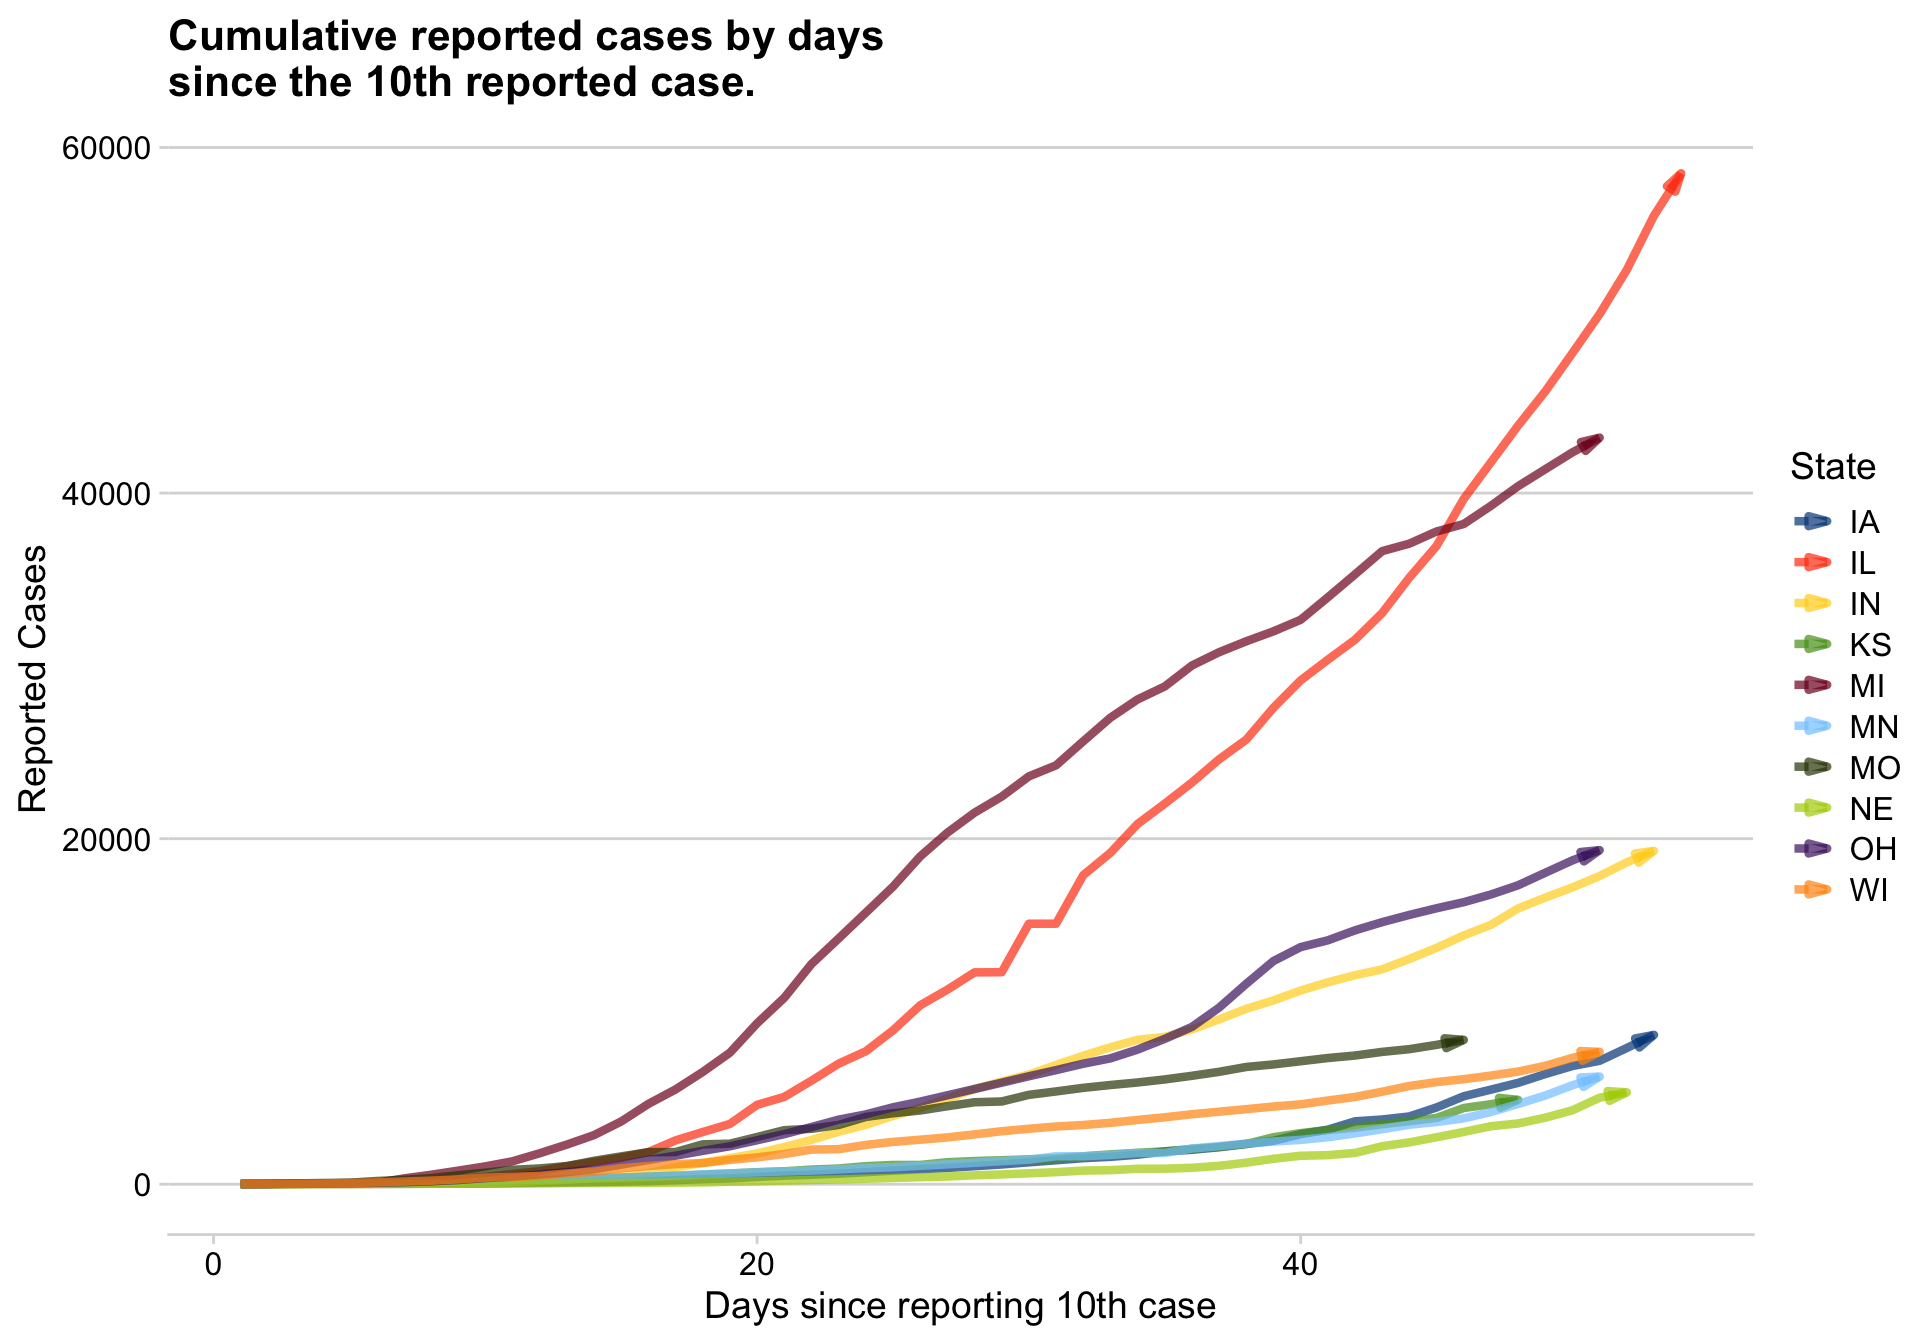 Cumulative reported cases by days
since the 10th reported case.
60000
40000
20000
0
Reported Cases
0
20
40
Days since reporting 10th case
State
IA
IL
IN
KS
MI
MN
MO
NE
OH
WI